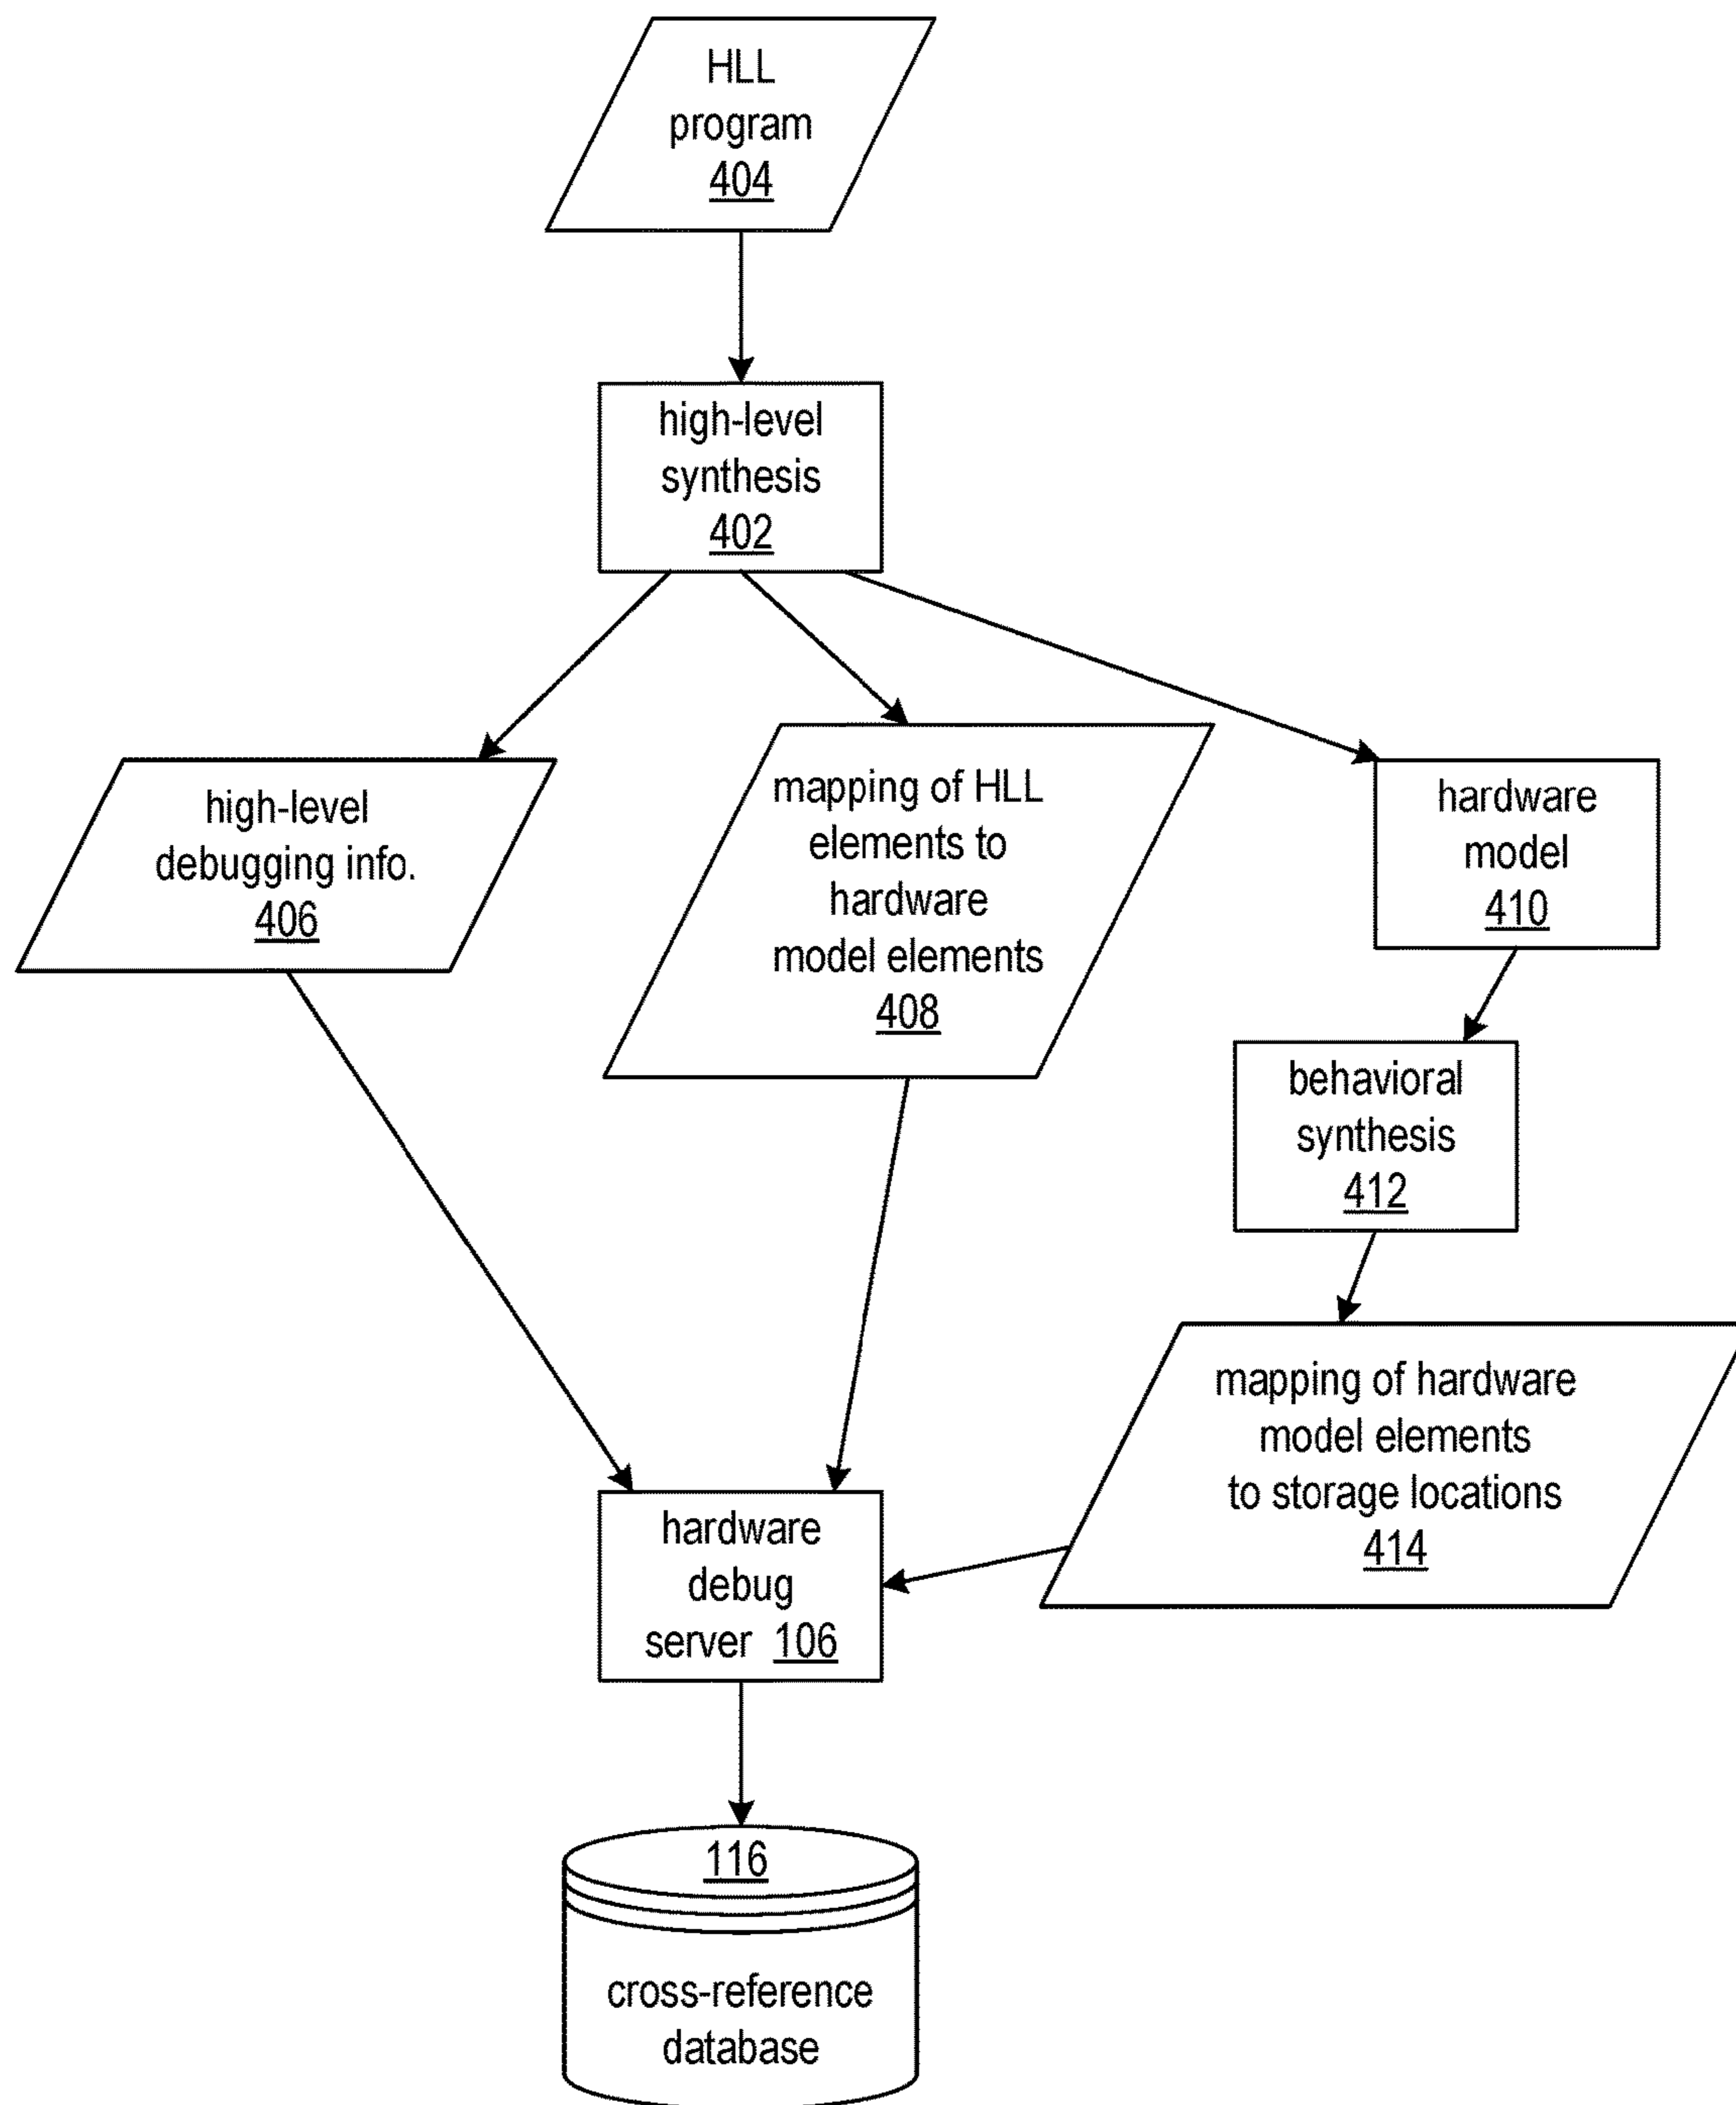 HLL
program
404
high-level
synthesis
402
high-level
debugging info.
406
mapping of HLL
elements to
hardware
model elements
408
hardware
model
410
behavioral
synthesis
412
mapping of hardware
model elements
to storage locations
414
hardware
debug
server 106
116
cross-reference
database